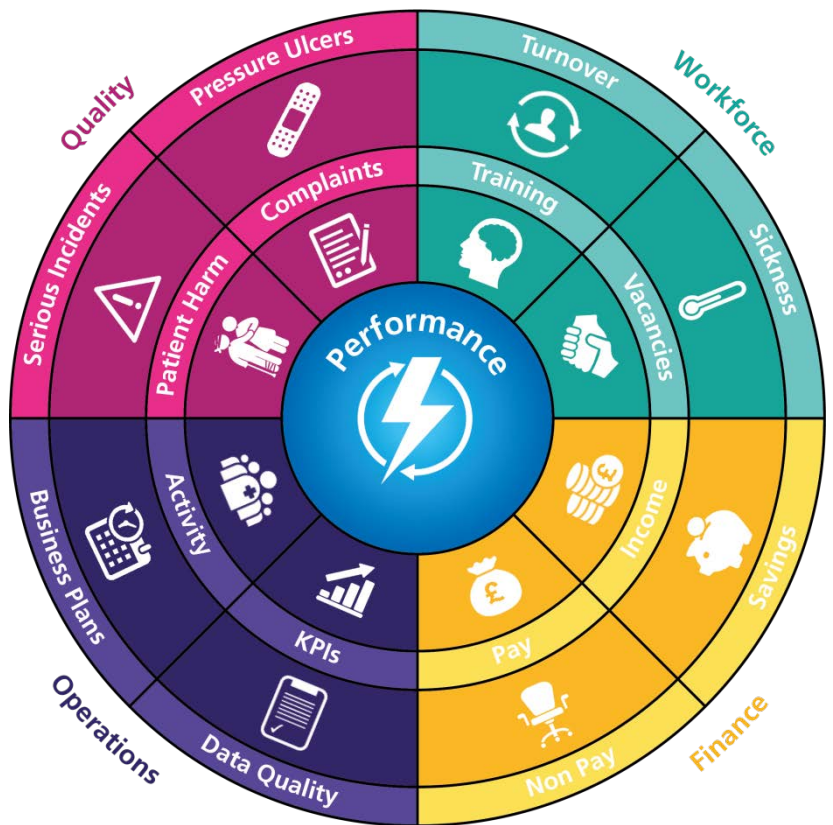 Quality
Pressure Ulcers
Serious Incidents
Complaints
Patient Harm
Workforce
Turnover
Sickness
Training
Vacancies
Performance
Operations
Activity
KPIs
Business Plans
Data Quality
Finance
Income
£
Pay
£
Savings
Non Pay